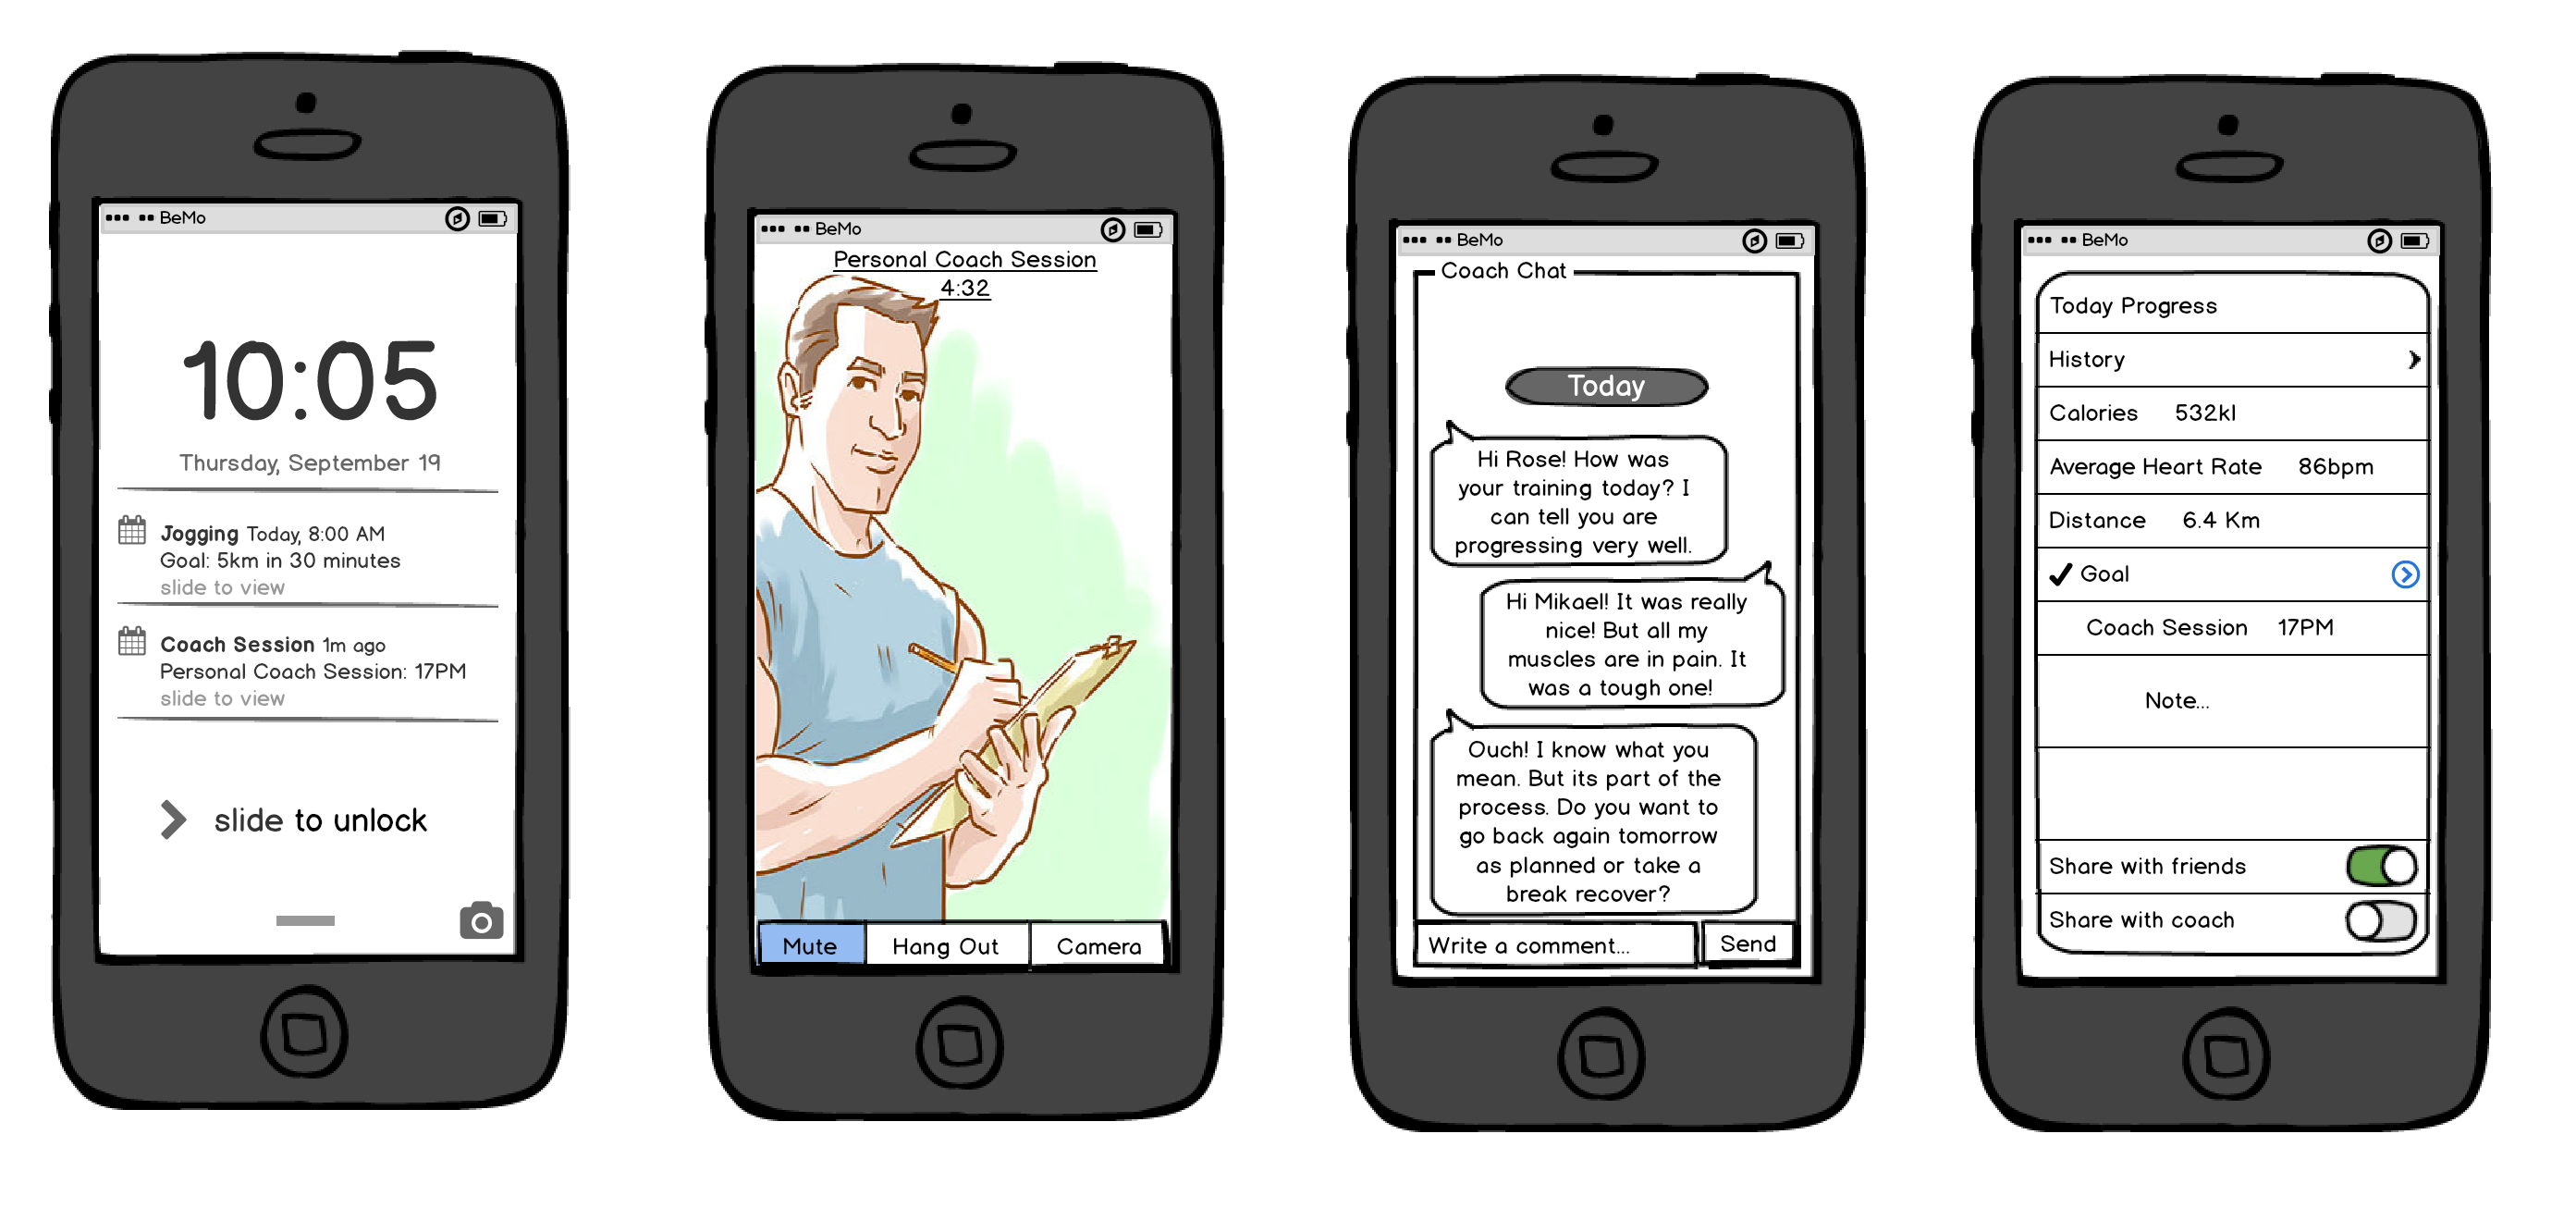 BeMo
10:05
Thursday, September 19
Jogging Today, 8:00 AM
Goal: 5km in 30 minutes
slide to view
Coach Session 1m ago
Personal Coach Session: 17PM
slide to view
slide to unlock
BeMo
Personal Coach Session
4:32
Mute Hang Out Camera
BeMo
Coach Chat
Today
Hi Rose! How was
your training today? I
can tell you are
progressing very well.
Hi Mikael! It was really
nice! But all my
muscles are in pain. It
was a tough one!
Ouch! I know what you
mean. But its part of the
process. Do you want to
go back again tomorrow
as planned or take a
break recover?
Write a comment... Send
BeMo
Today Progress
History
Calories 532kl
Average Heart Rate 86bpm
Distance 6.4 Km
Goal
Coach Session 17PM
Note...
Share with friends
Share with coach